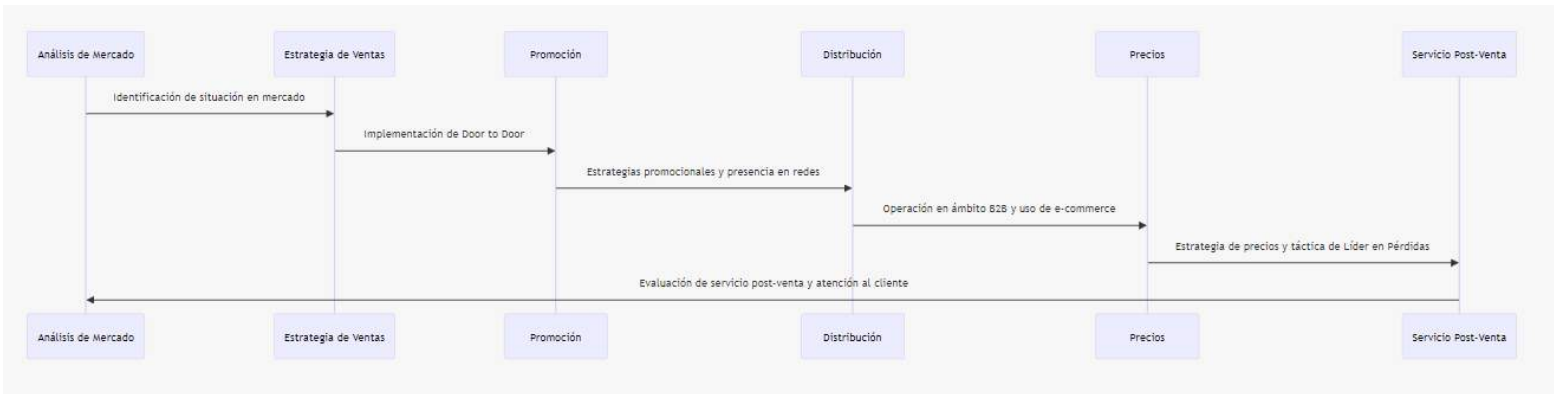 Análisis de Mercado
Estrategia de Ventas
Promoción
Distribución
Precios
Servicio Post-Venta
Identificación de situación en mercado
Implementación de Door to Door
Estrategias promocionales y presencia en redes
Operación en ámbito B2B y uso de e-commerce
Estrategia de precios y táctica de Líder en Pérdidas
Evaluación de servicio post-venta y atención al cliente
Análisis de Mercado
Estrategia de Ventas
Promoción
Distribución
Precios
Servicio Post-Venta